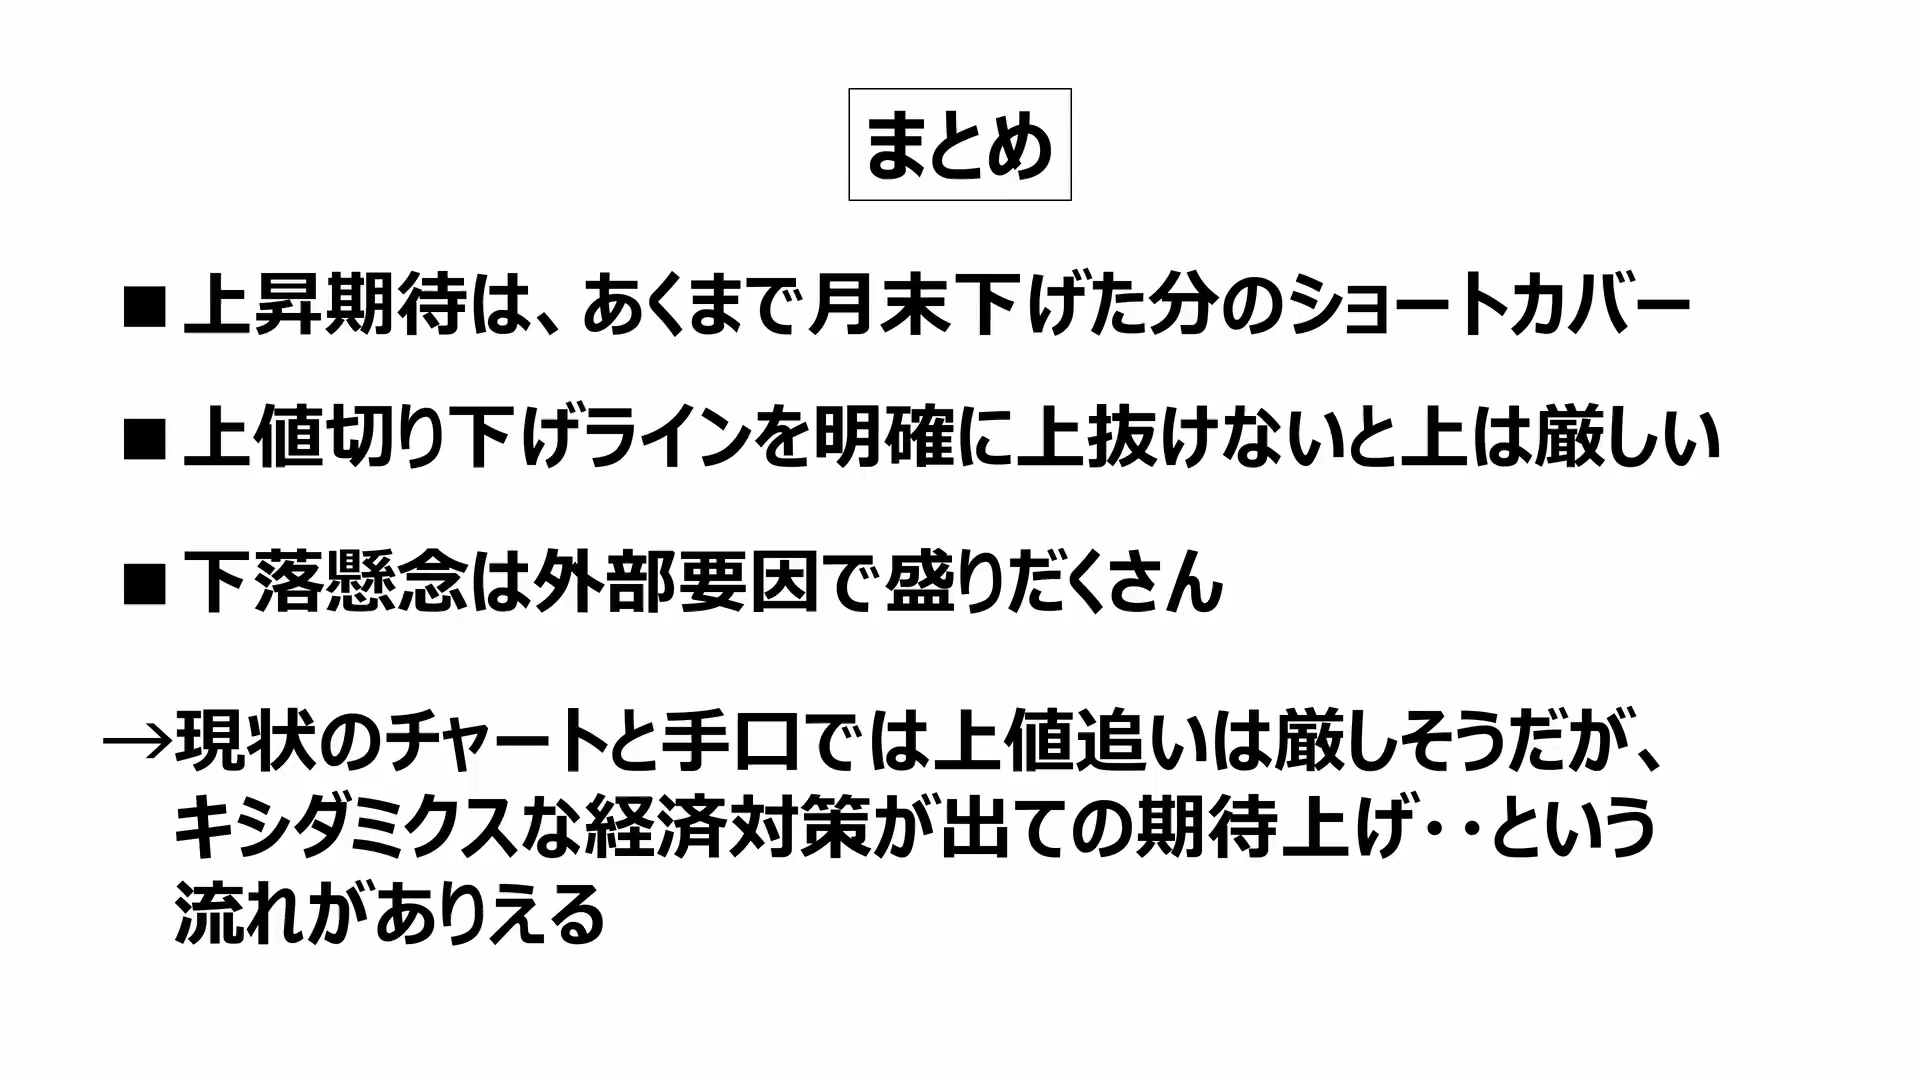 まとめ
■上昇期待は、あくまで月末下げた分のショートカバー
■上値切り下げラインを明確に上抜けないと上は厳しい
■下落懸念は外部要因で盛りだくさん
→現状のチャートと手口では上値追いは厳しそうだが、
キシダミクスな経済対策が出ての期待上げ・・という
流れがありえる